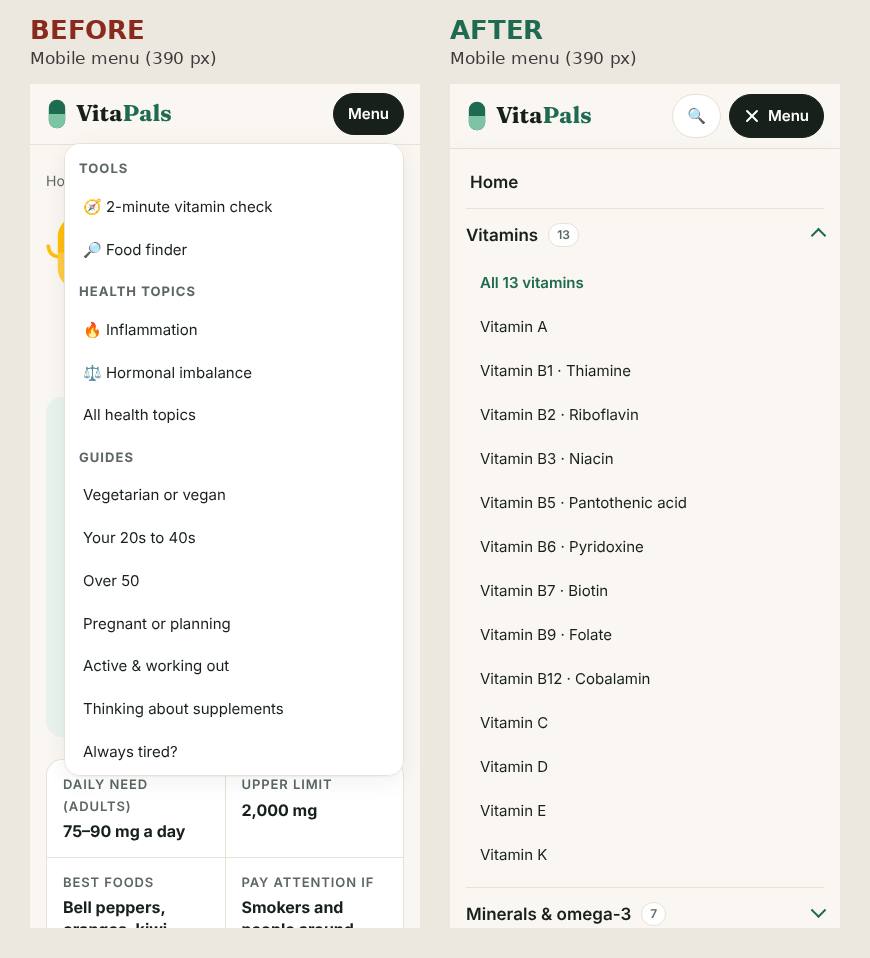 BEFORE
Mobile menu (390 px)
VitaPals
Menu
Ho
TOOLS
2-minute vitamin check
Food finder
HEALTH TOPICS
Inflammation
Hormonal imbalance
All health topics
GUIDES
Vegetarian or vegan
Your 20s to 40s
Over 50
Pregnant or planning
Active & working out
Thinking about supplements
Always tired?
DAILY NEED
(ADULTS)
75–90 mg a day
UPPER LIMIT
2,000 mg
BEST FOODS
Bell peppers,
oranges, kiwi
PAY ATTENTION IF
Smokers and
people around
AFTER
Mobile menu (390 px)
VitaPals
Menu
Home
Vitamins 13
All 13 vitamins
Vitamin A
Vitamin B1 · Thiamine
Vitamin B2 · Riboflavin
Vitamin B3 · Niacin
Vitamin B5 · Pantothenic acid
Vitamin B6 · Pyridoxine
Vitamin B7 · Biotin
Vitamin B9 · Folate
Vitamin B12 · Cobalamin
Vitamin C
Vitamin D
Vitamin E
Vitamin K
Minerals & omega-3 7